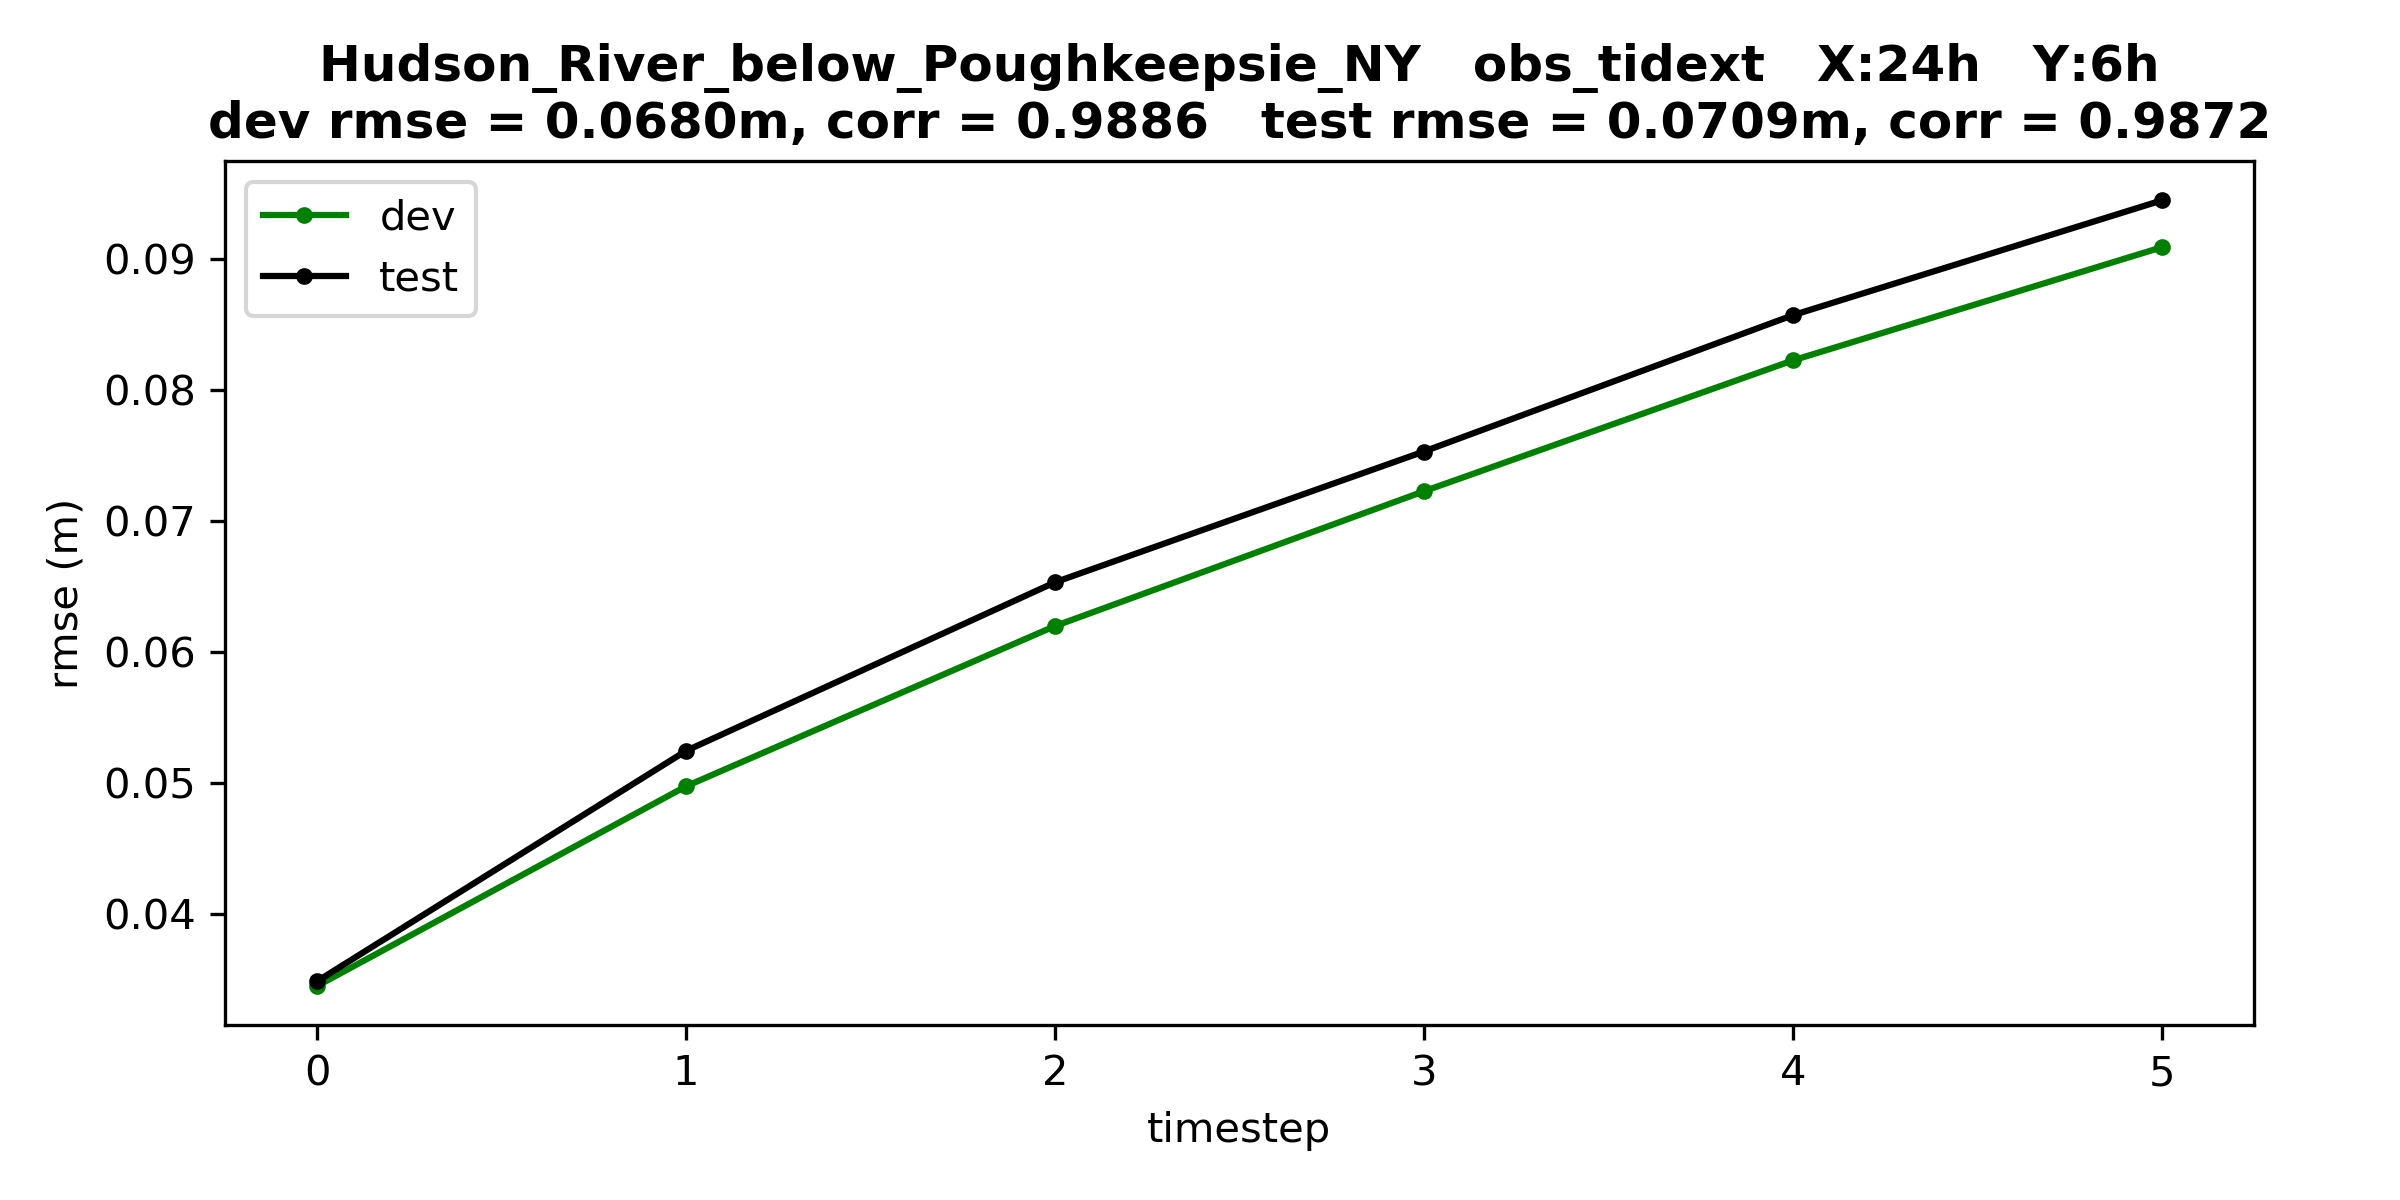 Hudson_River_below_Poughkeepsie_NY   obs_tidext   X:24h   Y:6h
dev rmse = 0.0680m, corr = 0.9886   test rmse = 0.0709m, corr = 0.9872
dev
test
0.09
0.08
0.07
0.06
0.05
0.04
rmse (m)
0 1 2 3 4 5
timestep